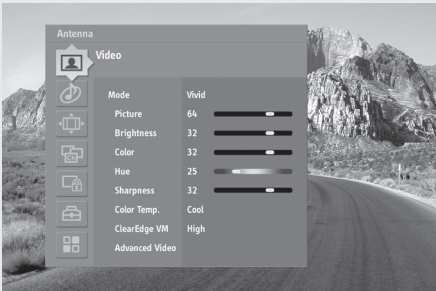 Antenna
Video
Mode Vivid
Picture 64
Brightness 32
Color 32
Hue 25
Sharpness 32
Color Temp. Cool
ClearEdge VM High
Advanced Video
Ch